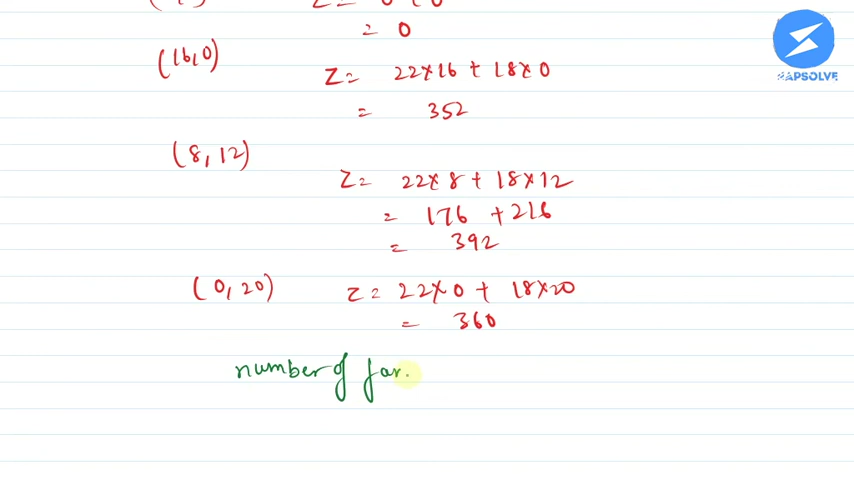 = 0
(16,0)
Z= 22×16 + 18×0
= 352
(8,12)
Z= 22×8 + 18×12
= 176 + 216
= 392
(0,20) Z= 22×0 + 18×20
= 360
number of fan